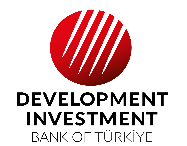 DEVELOPMENT
INVESTMENT
BANK OF TÜRKİYE